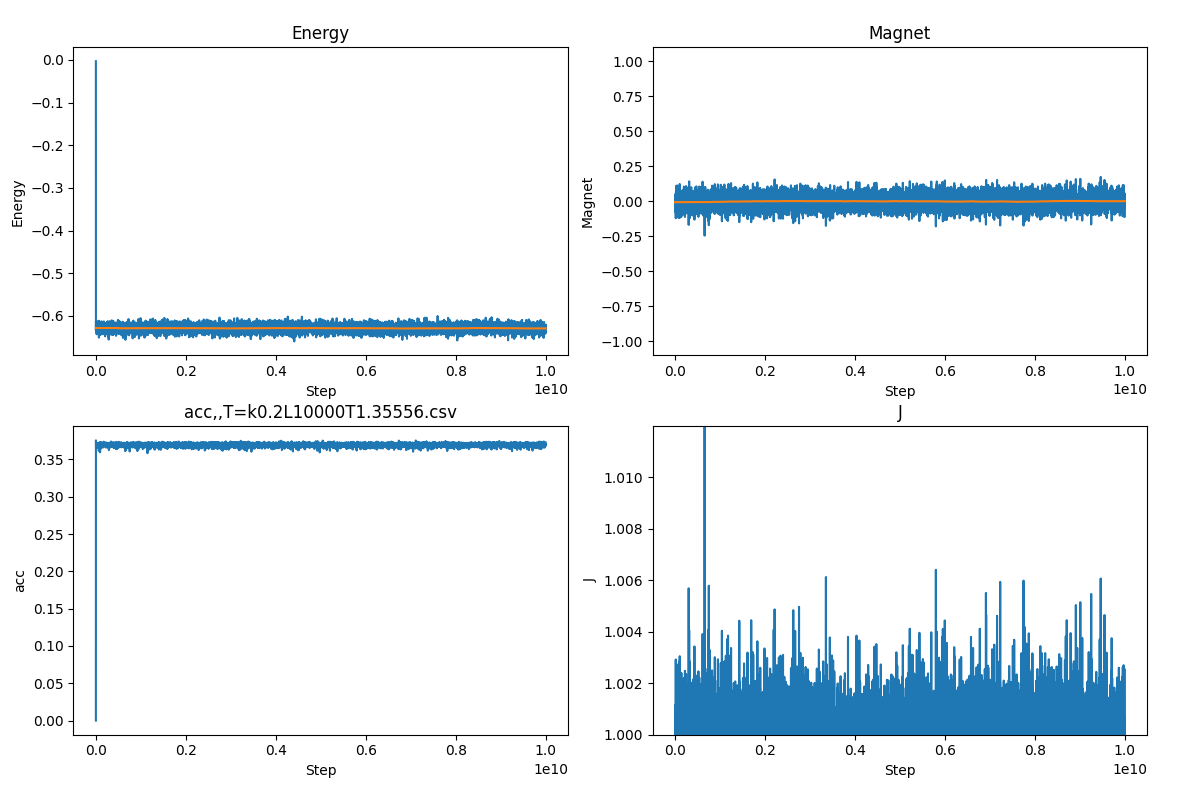 Energy
Energy
0.0
−0.1
−0.2
−0.3
−0.4
−0.5
−0.6
0.0 0.2 0.4 0.6 0.8 1.0
1e10
Step
Magnet
Magnet
1.00
0.75
0.50
0.25
0.00
−0.25
−0.50
−0.75
−1.00
0.0 0.2 0.4 0.6 0.8 1.0
1e10
Step
acc,,T=k0.2L10000T1.35556.csv
acc
0.35
0.30
0.25
0.20
0.15
0.10
0.05
0.00
0.0 0.2 0.4 0.6 0.8 1.0
1e10
Step
J
J
1.010
1.008
1.006
1.004
1.002
1.000
0.0 0.2 0.4 0.6 0.8 1.0
1e10
Step